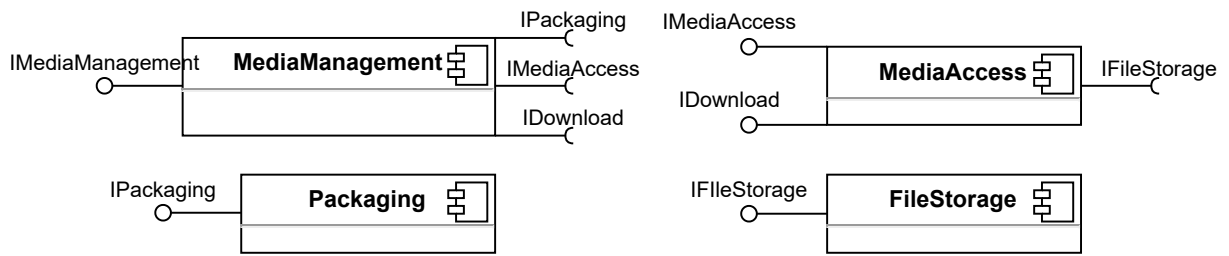 IPackaging
IMediaManagement
MediaManagement
IMediaAccess
IDownload
IMediaAccess
MediaAccess
IFileStorage
IDownload
IPackaging
Packaging
IFIleStorage
FileStorage